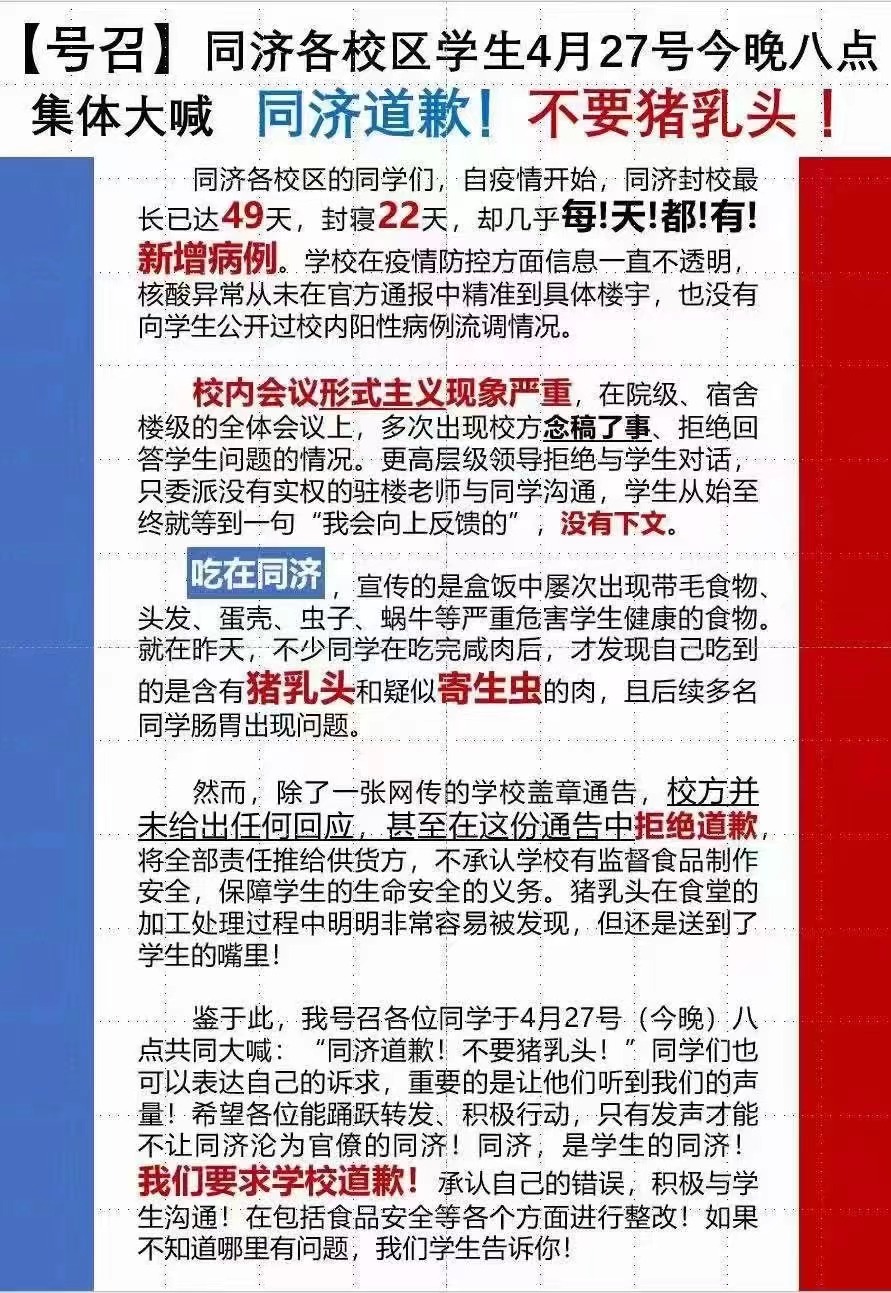 【号召】同济各校区学生4月27号今晚八点
集体大喊 同济道歉！不要猪乳头！
同济各校区的同学们，自疫情开始，同济封校最
长已达49天，封寝22天，却几乎每!天!都!有!
新增病例。学校在疫情防控方面信息一直不透明，
核酸异常从未在官方通报中精准到具体楼宇，也没有
向学生公开过校内阳性病例流调情况。
校内会议形式主义现象严重，在院级、宿舍
楼级的全体会议上，多次出现校方念稿了事、拒绝回
答学生问题的情况。更高层级领导拒绝与学生对话，
只委派没有实权的驻楼老师与同学沟通，学生从始至
终就等到一句“我会向上反馈的”，没有下文。
吃在同济，宣传的是盒饭中屡次出现带毛食物、
头发、蛋壳、虫子、蜗牛等严重危害学生健康的食物。
就在昨天，不少同学在吃完咸肉后，才发现自己吃到
的是含有猪乳头和疑似寄生虫的肉，且后续多名
同学肠胃出现问题。
然而，除了一张网传的学校盖章通告，校方并
未给出任何回应，甚至在这份通告中拒绝道歉，
将全部责任推给供货方，不承认学校有监督食品制作
安全，保障学生的生命安全的义务。猪乳头在食堂的
加工处理过程中明明非常容易被发现，但还是送到了
学生的嘴里！
鉴于此，我号召各位同学于4月27号（今晚）八
点共同大喊：“同济道歉！不要猪乳头！”同学们也
可以表达自己的诉求，重要的是让他们听到我们的声
量！希望各位能踊跃转发、积极行动，只有发声才能
不让同济沦为官僚的同济！同济，是学生的同济！
我们要求学校道歉！承认自己的错误，积极与学
生沟通！在包括食品安全等各个方面进行整改！如果
不知道哪里有问题，我们学生告诉你！